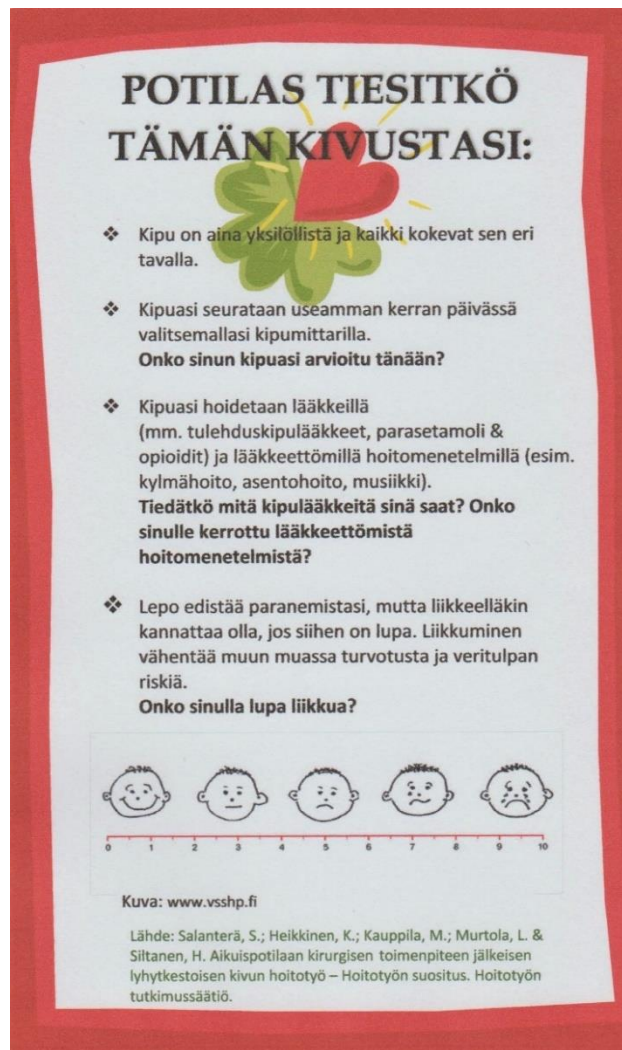 POTILAS TIESITKÖ
TÄMÄN KIVUSTASI:
❖ Kipu on aina yksilöllistä ja kaikki kokevat sen eri
tavalla.
❖ Kipuasi seurataan useamman kerran päivässä
valitsemallasi kipumittarilla.
Onko sinun kipuasi arvioitu tänään?
❖ Kipuasi hoidetaan lääkkeillä
(mm. tulehduskipulääkkeet, parasetamoli &
opioidit) ja lääkkeettömillä hoitomenetelmillä (esim.
kylmähoito, asentohoito, musiikki).
Tiedätkö mitä kipulääkkeitä sinä saat? Onko
sinulle kerrottu lääkkeettömistä
hoitomenetelmistä?
❖ Lepo edistää paranemistasi, mutta liikkeelläkin
kannattaa olla, jos siihen on lupa. Liikkuminen
vähentää muun muassa turvotusta ja veritulpan
riskiä.
Onko sinulla lupa liikkua?
0 1 2 3 4 5 6 7 8 9 10
Kuva: www.vsshp.fi
Lähde: Salanterä, S.; Heikkinen, K.; Kauppila, M.; Murtola, L. &
Siltanen, H. Aikuispotilaan kirurgisen toimenpiteen jälkeisen
lyhytkestoisen kivun hoitotyö – Hoitotyön suositus. Hoitotyön
tutkimussäätiö.